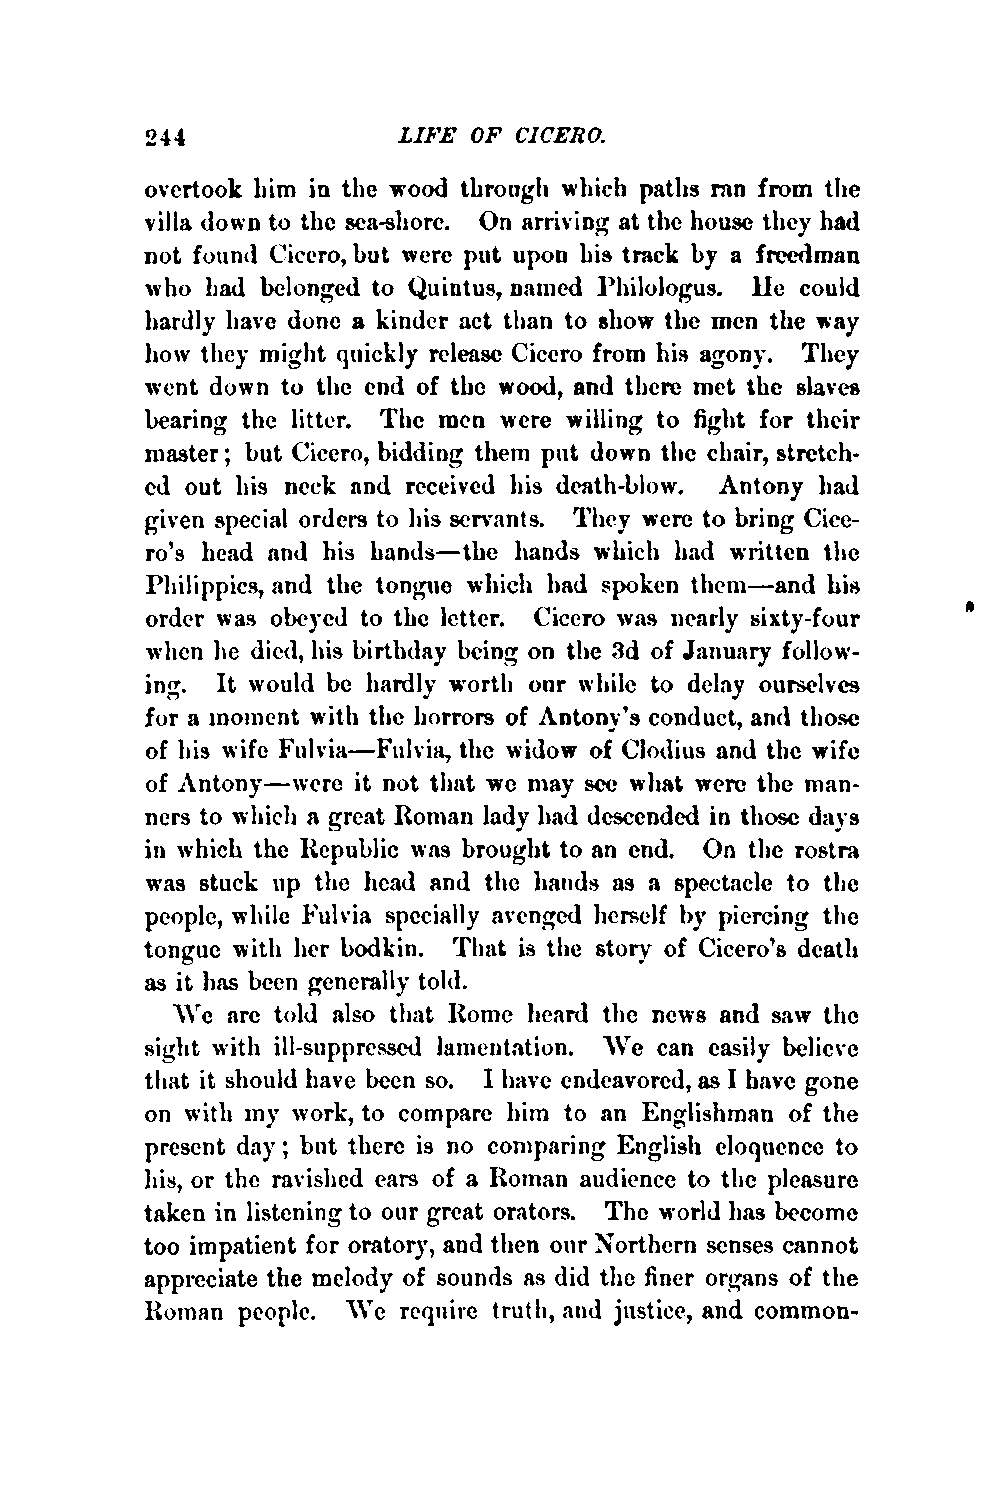 244 LIFE OF CICERO.
overtook him in the wood through which paths ran from the
villa down to the sea-shore. On arriving at the house they had
not found Cicero, but were put upon his track by a freedman
who had belonged to Quintus, named Philologus. He could
hardly have done a kinder act than to show the men the way
how they might quickly release Cicero from his agony. They
went down to the end of the wood, and there met the slaves
bearing the litter. The men were willing to fight for their
master; but Cicero, bidding them put down the chair, stretch-
ed out his neck and received his death-blow. Antony had
given special orders to his servants. They were to bring Cice-
ro's head and his hands—the hands which had written the
Philippics, and the tongue which had spoken them—and his
order was obeyed to the letter. Cicero was nearly sixty-four
when he died, his birthday being on the 3d of January follow-
ing. It would be hardly worth our while to delay ourselves
for a moment with the horrors of Antony's conduct, and those
of his wife Fulvia—Fulvia, the widow of Clodius and the wife
of Antony—were it not that we may see what were the man-
ners to which a great Roman lady had descended in those days
in which the Republic was brought to an end. On the rostra
was stuck up the head and the hands as a spectacle to the
people, while Fulvia specially avenged herself by piercing the
tongue with her bodkin. That is the story of Cicero's death
as it has been generally told.
We are told also that Rome heard the news and saw the
sight with ill-suppressed lamentation. We can easily believe
that it should have been so. I have endeavored, as I have gone
on with my work, to compare him to an Englishman of the
present day; but there is no comparing English eloquence to
his, or the ravished ears of a Roman audience to the pleasure
taken in listening to our great orators. The world has become
too impatient for oratory, and then our Northern senses cannot
appreciate the melody of sounds as did the finer organs of the
Roman people. We require truth, and justice, and common-